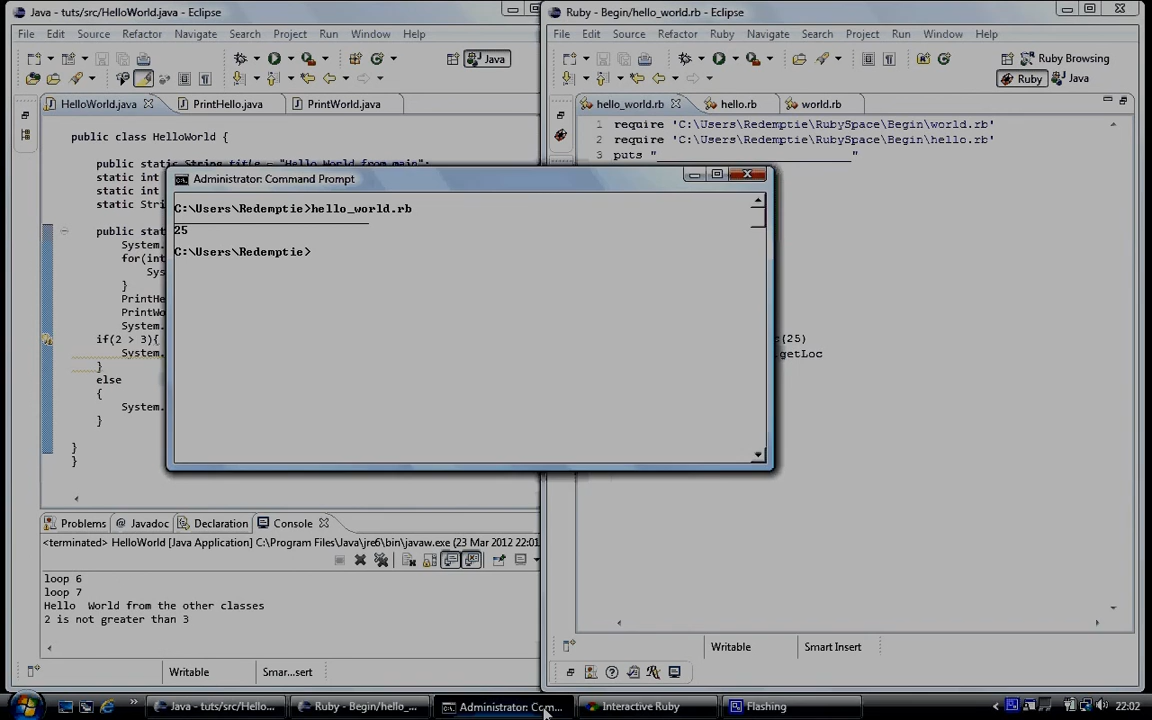 Java - tuts/src/HelloWorld.java - Eclipse
File Edit Source Refactor Navigate Search Project Run Window Help
Java
HelloWorld.java PrintHello.java PrintWorld.java
public class HelloWorld {
public static String title = "Hello World from main";
static int
static int
static Stri
public stat
System.
for(int
Sys
}
PrintHe
PrintWo
System.
if(2 > 3){
System.
}
else
{
System.
}
}
}
Problems Javadoc Declaration Console
<terminated> HelloWorld [Java Application] C:\Program Files\Java\jre6\bin\javaw.exe (23 Mar 2012 22:01
loop 6
loop 7
Hello  World from the other classes
2 is not greater than 3
Writable Smar...sert
Ruby - Begin/hello_world.rb - Eclipse
File Edit Source Refactor Ruby Navigate Search Project Run Window Help
Ruby Browsing
Ruby Java
hello_world.rb hello.rb world.rb
1 require 'C:\Users\Redemptie\RubySpace\Begin\world.rb'
2 require 'C:\Users\Redemptie\RubySpace\Begin\hello.rb'
3 puts "___________________________"
(25)
getLoc
Writable Smart Insert
Administrator: Command Prompt
C:\Users\Redemptie>hello_world.rb
___________________________
25
C:\Users\Redemptie>
Java - tuts/src/Hello... Ruby - Begin/hello_... Administrator: Com... Interactive Ruby Flashing 22:02